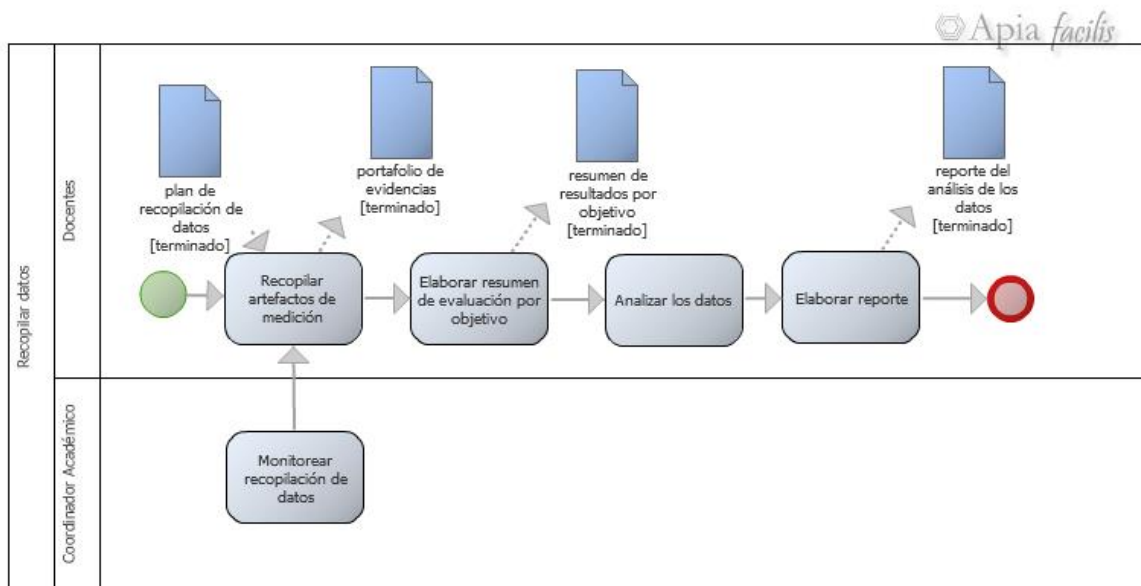 Apia facilis
Recopilar datos
Docentes
plan de
recopilación de
datos
[terminado]
portafolio de
evidencias
[terminado]
resumen de
resultados por
objetivo
[terminado]
reporte del
análisis de los
datos
[terminado]
Recopilar
artefactos de
medición
Elaborar resumen
de evaluación por
objetivo
Analizar los datos
Elaborar reporte
Coordinador Académico
Monitorear
recopilación de
datos